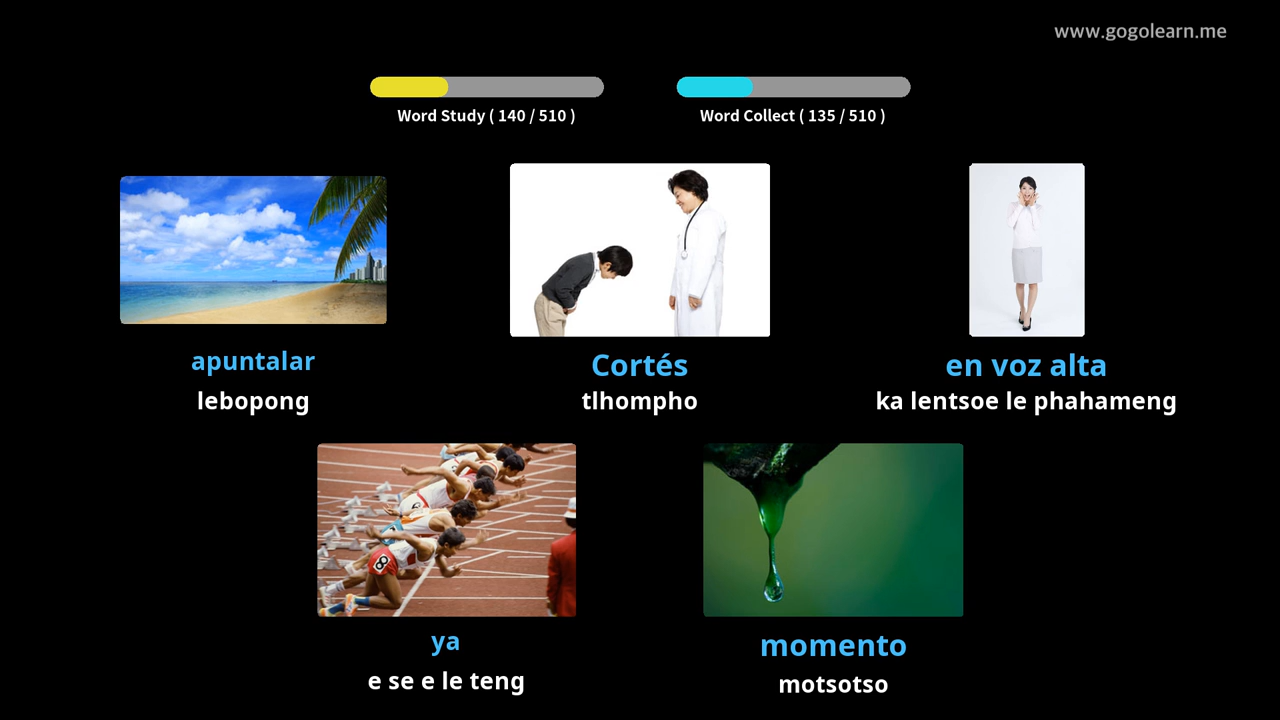 www.gogolearn.me
Word Study ( 140 / 510 )
Word Collect ( 135 / 510 )
apuntalar
lebopong
Cortés
tlhompho
en voz alta
ka lentsoe le phahameng
ya
e se e le teng
momento
motsotso